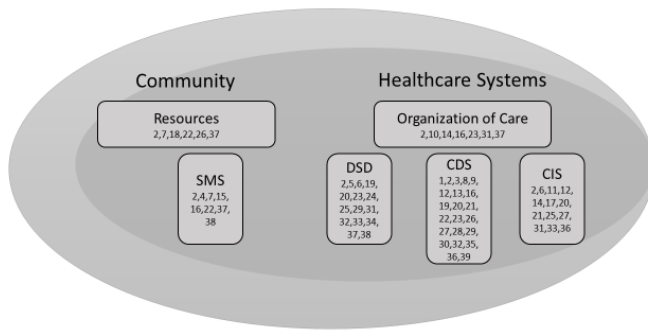 Community
Healthcare Systems
Resources
2,7,18,22,26,37
Organization of Care
2,10,14,16,23,31,37
SMS
2,4,7,15,
16,22,37,
38
DSD
2,5,6,19,
20,23,24,
25,29,31,
32,33,34,
37,38
CDS
1,2,3,8,9,
12,13,16,
19,20,21,
22,23,26,
27,28,29,
30,32,35,
36,39
CIS
2,6,11,12,
14,17,20,
21,25,27,
31,33,36